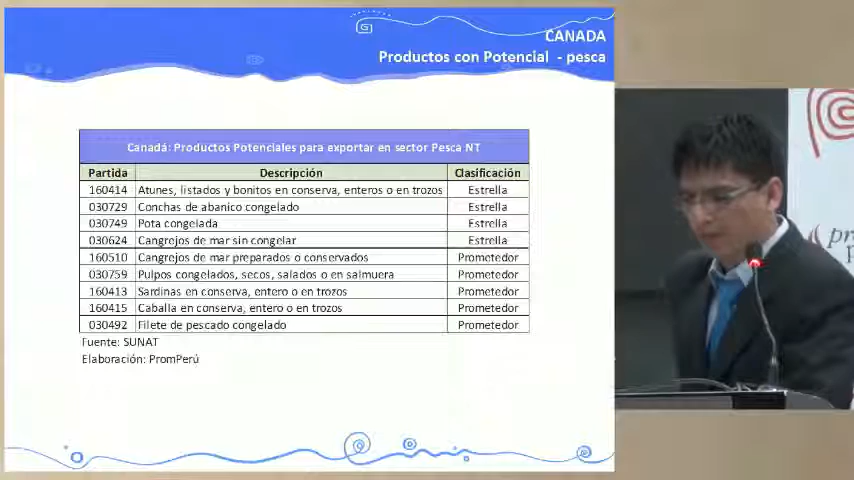 CANADA
Productos con Potencial - pesca
Canadá: Productos Potenciales para exportar en sector Pesca NT
Partida Descripción Clasificación
160414 Atunes, listados y bonitos en conserva, enteros o en trozos Estrella
030729 Conchas de abanico congelado Estrella
030749 Pota congelada Estrella
030624 Cangrejos de mar sin congelar Estrella
160510 Cangrejos de mar preparados o conservados Prometedor
030759 Pulpos congelados, secos, salados o en salmuera Prometedor
160413 Sardinas en conserva, entero o en trozos Prometedor
160415 Caballa en conserva, entero o en trozos Prometedor
030492 Filete de pescado congelado Prometedor
Fuente: SUNAT
Elaboración: PromPerú